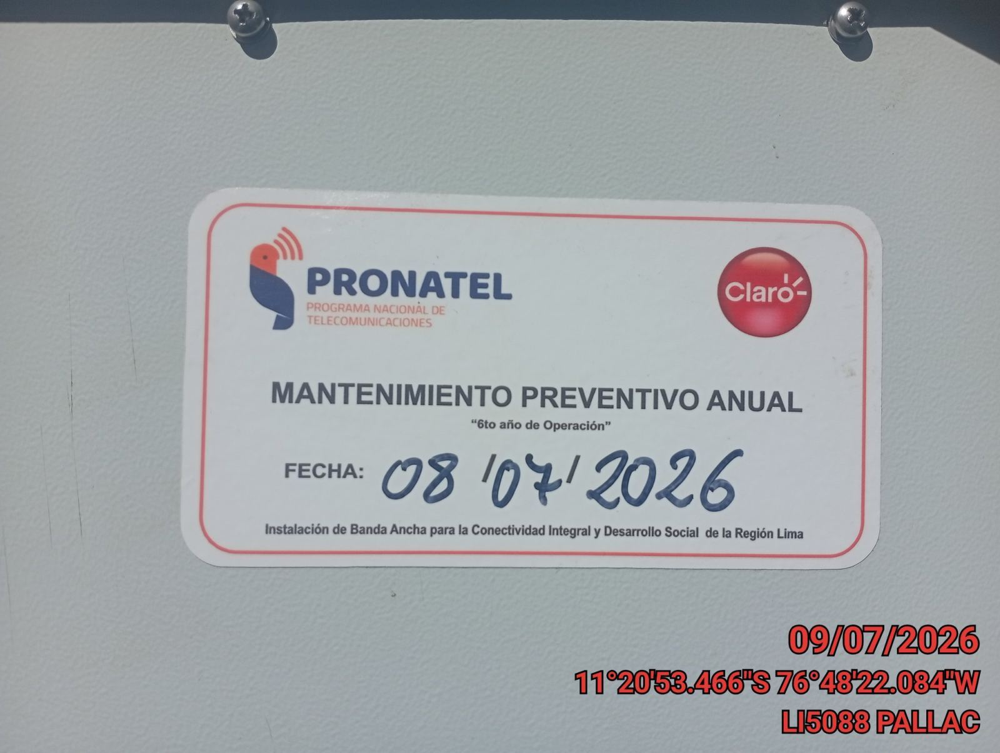 PRONATEL
PROGRAMA NACIONAL DE
TELECOMUNICACIONES
Claro
MANTENIMIENTO PREVENTIVO ANUAL
“6to año de Operación”
FECHA: 08/07/2026
Instalación de Banda Ancha para la Conectividad Integral y Desarrollo Social de la Región Lima
09/07/2026
11°20'53.466"S 76°48'22.084"W
LI5088 PALLAC